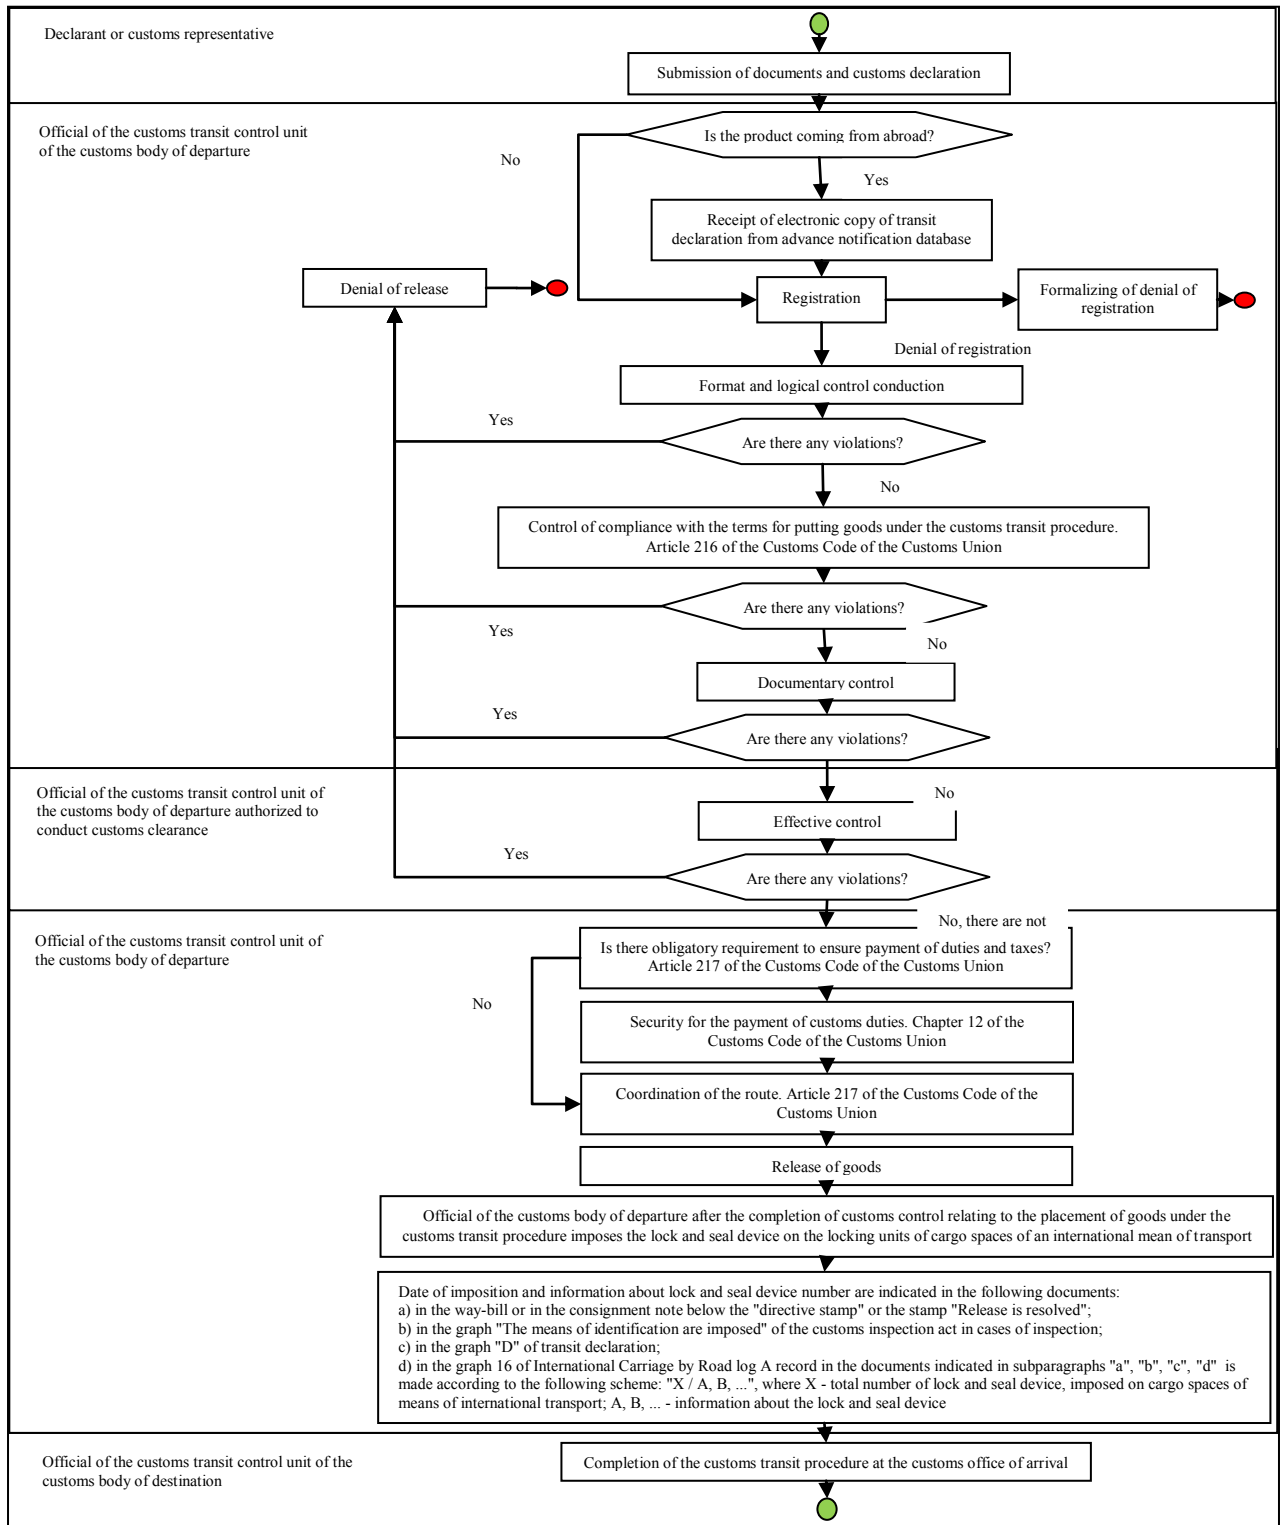 Declarant or customs representative
Submission of documents and customs declaration
Official of the customs transit control unit
of the customs body of departure
Is the product coming from abroad?
No
Yes
Receipt of electronic copy of transit
declaration from advance notification database
Denial of release
Registration
Formalizing of denial of
registration
Denial of registration
Format and logical control conduction
Yes
Are there any violations?
No
Control of compliance with the terms for putting goods under the customs transit procedure.
Article 216 of the Customs Code of the Customs Union
Are there any violations?
Yes
No
Documentary control
Yes
Are there any violations?
Official of the customs transit control unit of
the customs body of departure authorized to
conduct customs clearance
No
Effective control
Yes
Are there any violations?
No, there are not
Official of the customs transit control unit of
the customs body of departure
Is there obligatory requirement to ensure payment of duties and taxes?
Article 217 of the Customs Code of the Customs Union
No
Security for the payment of customs duties. Chapter 12 of the
Customs Code of the Customs Union
Coordination of the route. Article 217 of the Customs Code of the
Customs Union
Release of goods
Official of the customs body of departure after the completion of customs control relating to the placement of goods under the
customs transit procedure imposes the lock and seal device on the locking units of cargo spaces of an international mean of transport
Date of imposition and information about lock and seal device number are indicated in the following documents:
a) in the way-bill or in the consignment note below the "directive stamp" or the stamp "Release is resolved";
b) in the graph "The means of identification are imposed" of the customs inspection act in cases of inspection;
c) in the graph "D" of transit declaration;
d) in the graph 16 of International Carriage by Road log A record in the documents indicated in subparagraphs "a", "b", "c", "d" is
made according to the following scheme: "X / A, B, ...", where X - total number of lock and seal device, imposed on cargo spaces of
means of international transport; A, B, ... - information about the lock and seal device
Official of the customs transit control unit of the
customs body of destination
Completion of the customs transit procedure at the customs office of arrival